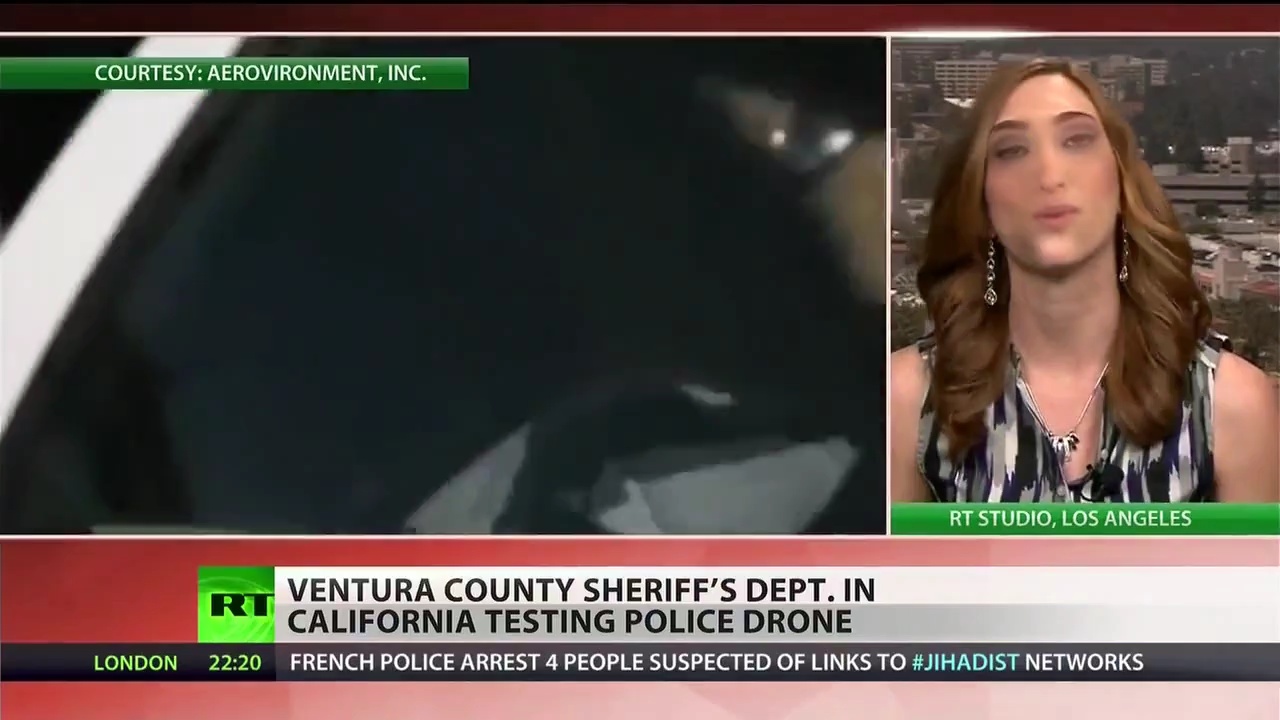 COURTESY: AEROVIRONMENT, INC.
RT STUDIO, LOS ANGELES
RT
VENTURA COUNTY SHERIFF'S DEPT. IN
CALIFORNIA TESTING POLICE DRONE
LONDON 22:20 FRENCH POLICE ARREST 4 PEOPLE SUSPECTED OF LINKS TO #JIHADIST NETWORKS